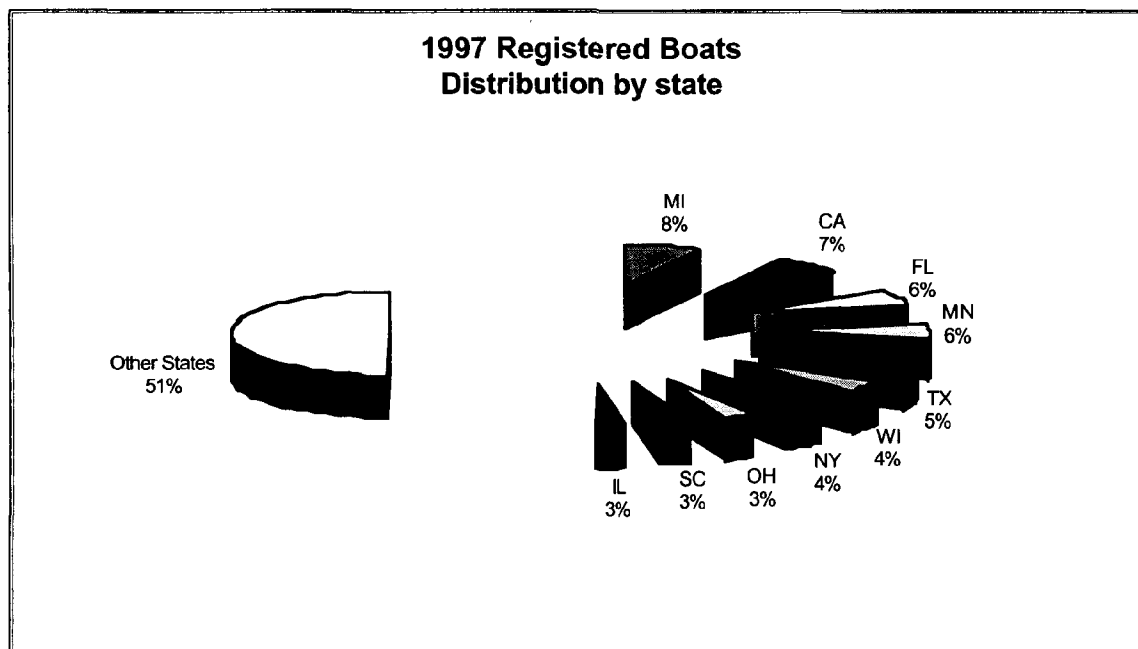 1997 Registered Boats
Distribution by state
MI
8%
CA
7%
FL
6%
MN
6%
Other States
51%
TX
5%
WI
4%
NY
4%
OH
3%
SC
3%
IL
3%